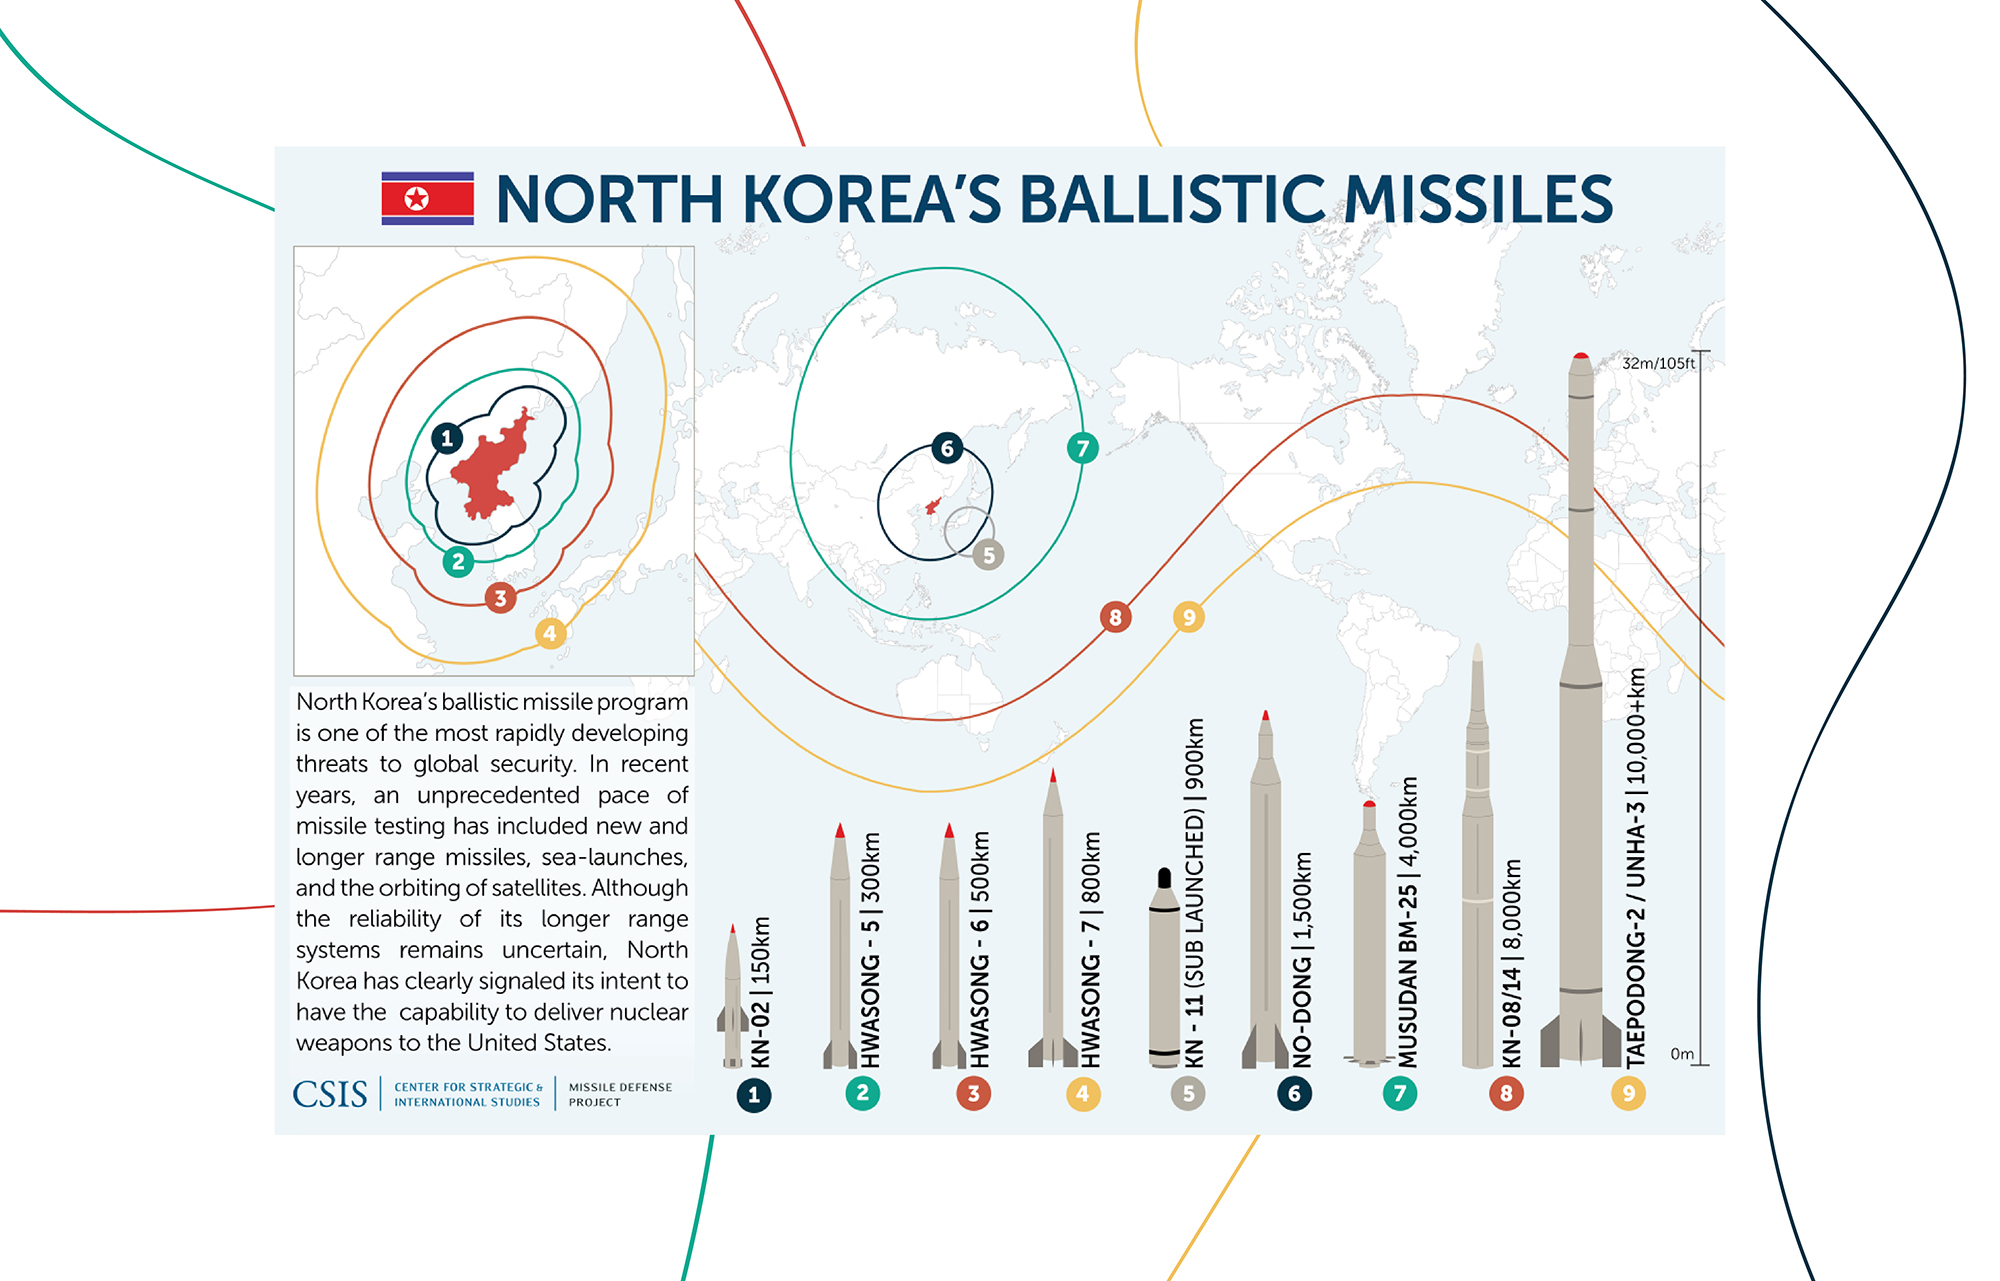 NORTH KOREA'S BALLISTIC MISSILES
1
2
3
4
6
7
5
8
9
32m/105ft
0m
North Korea's ballistic missile program
is one of the most rapidly developing
threats to global security. In recent
years, an unprecedented pace of
missile testing has included new and
longer range missiles, sea-launches,
and the orbiting of satellites. Although
the reliability of its longer range
systems remains uncertain, North
Korea has clearly signaled its intent to
have the capability to deliver nuclear
weapons to the United States.
CSIS
CENTER FOR STRATEGIC &
INTERNATIONAL STUDIES
MISSILE DEFENSE
PROJECT
KN-02 | 150km
HWASONG - 5 | 300km
HWASONG - 6 | 500km
HWASONG - 7 | 800km
KN - 11 (SUB LAUNCHED) | 900km
NO-DONG | 1,500km
MUSUDAN BM-25 | 4,000km
KN-08/14 | 8,000km
TAEPODONG-2 / UNHA-3 | 10,000+km
1
2
3
4
5
6
7
8
9